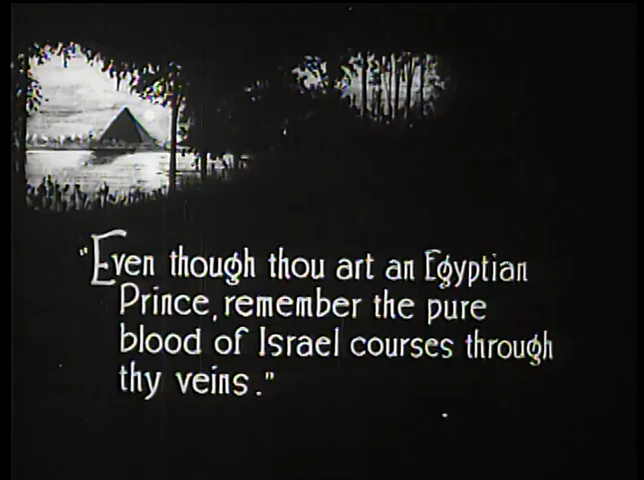 "Even though thou art an Egyptian
Prince, remember the pure
blood of Israel courses through
thy veins."